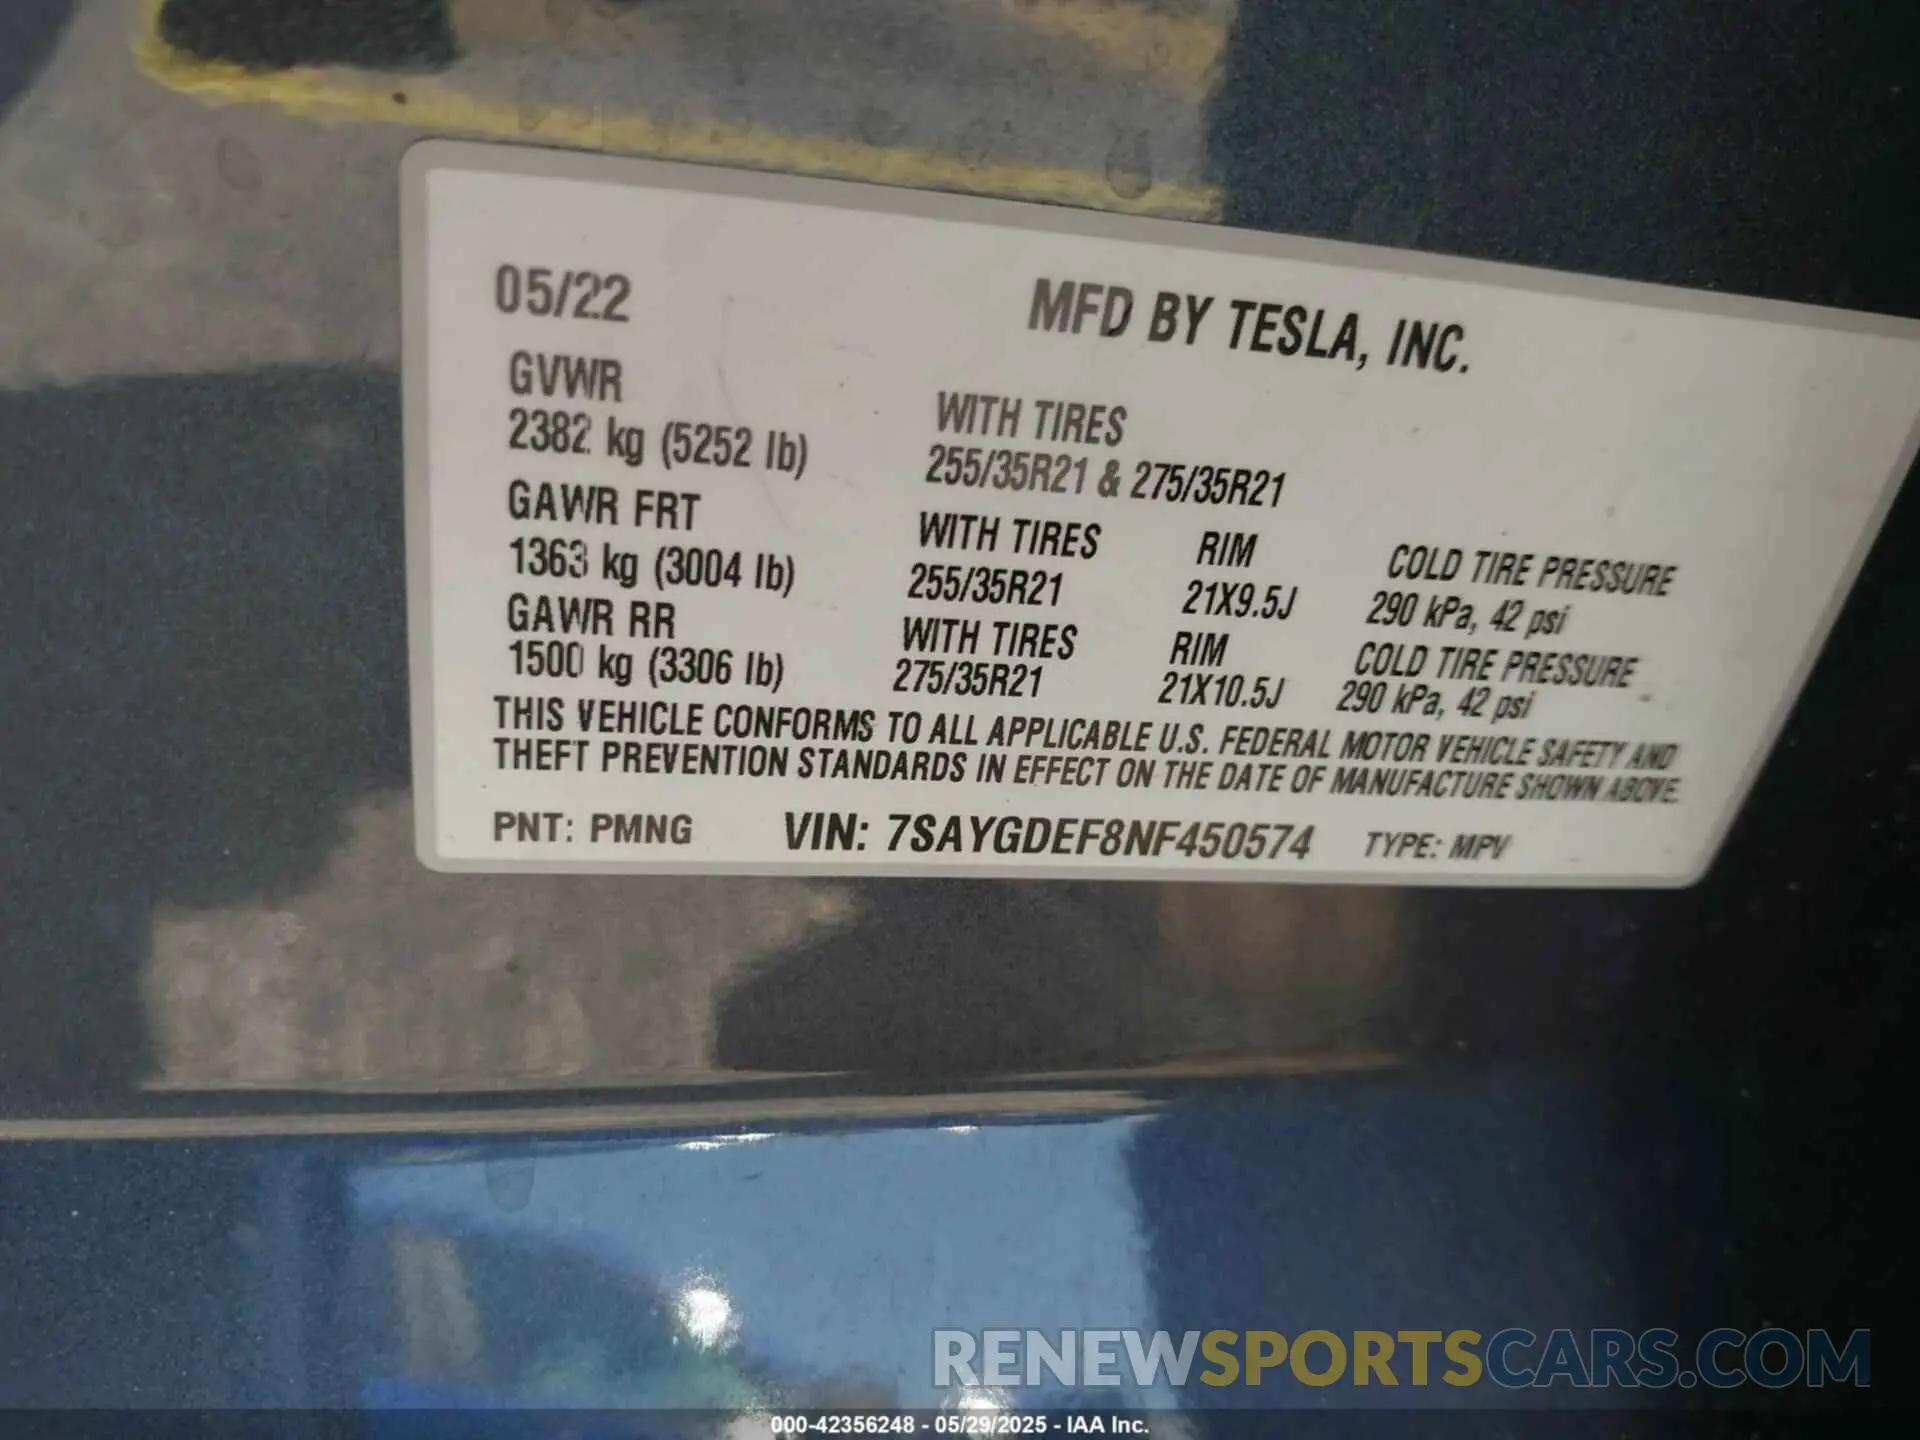 05/22 MFD BY TESLA, INC.
GVWR WITH TIRES
2382 kg (5252 lb) 255/35R21 & 275/35R21
GAWR FRT WITH TIRES RIM COLD TIRE PRESSURE
1363 kg (3004 lb) 255/35R21 21X9.5J 290 kPa, 42 psi
GAWR RR WITH TIRES RIM COLD TIRE PRESSURE
1500 kg (3306 lb) 275/35R21 21X10.5J 290 kPa, 42 psi
THIS VEHICLE CONFORMS TO ALL APPLICABLE U.S. FEDERAL MOTOR VEHICLE SAFETY AND
THEFT PREVENTION STANDARDS IN EFFECT ON THE DATE OF MANUFACTURE SHOWN ABOVE.
PNT: PMNG VIN: 7SAYGDEF8NF450574 TYPE: MPV
RENEWSPORTSCARS.COM
000-42356248 - 05/29/2025 - IAA Inc.